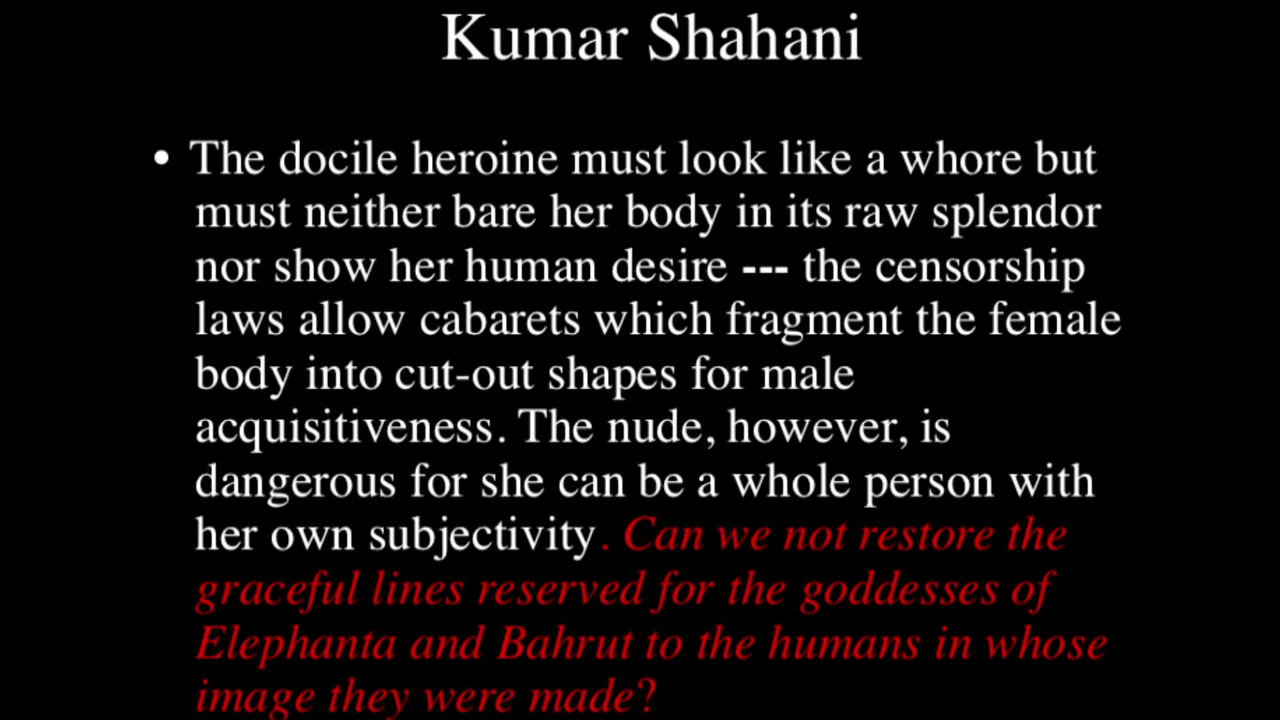 Kumar Shahani
• The docile heroine must look like a whore but
must neither bare her body in its raw splendor
nor show her human desire --- the censorship
laws allow cabarets which fragment the female
body into cut-out shapes for male
acquisitiveness. The nude, however, is
dangerous for she can be a whole person with
her own subjectivity. Can we not restore the
graceful lines reserved for the goddesses of
Elephanta and Bahrut to the humans in whose
image they were made?